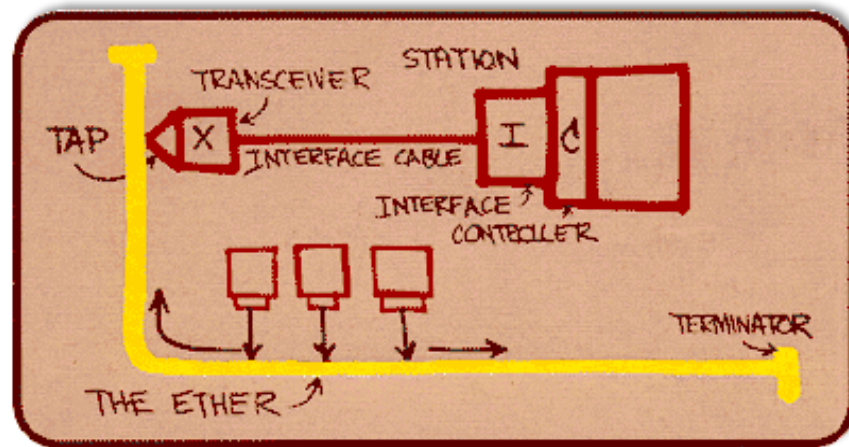 STATION
TRANSCEIVER
TAP
X
I
C
INTERFACE CABLE
INTERFACE
CONTROLLER
TERMINATOR
THE ETHER